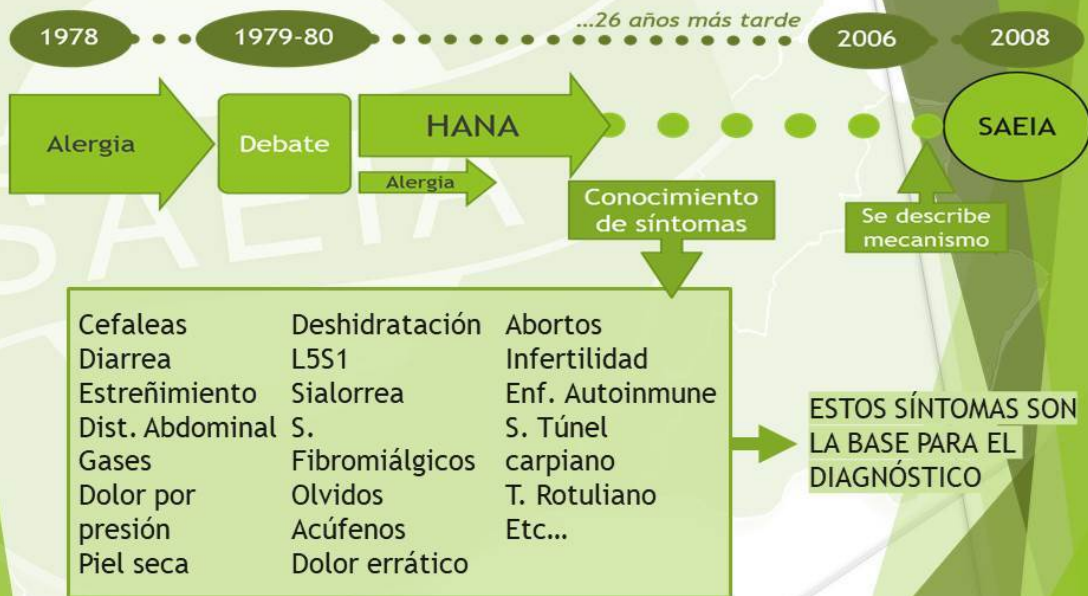 ...26 años más tarde
1978
1979-80
2006
2008
Alergia
Debate
HANA
Alergia
SAEIA
Conocimiento
de síntomas
Se describe
mecanismo
SAEIA
Cefaleas
Diarrea
Estreñimiento
Dist. Abdominal
Gases
Dolor por
presión
Piel seca
Deshidratación
L5S1
Sialorrea
S.
Fibromiálgicos
Olvidos
Acúfenos
Dolor errático
Abortos
Infertilidad
Enf. Autoinmune
S. Túnel
carpiano
T. Rotuliano
Etc...
ESTOS SÍNTOMAS SON
LA BASE PARA EL
DIAGNÓSTICO